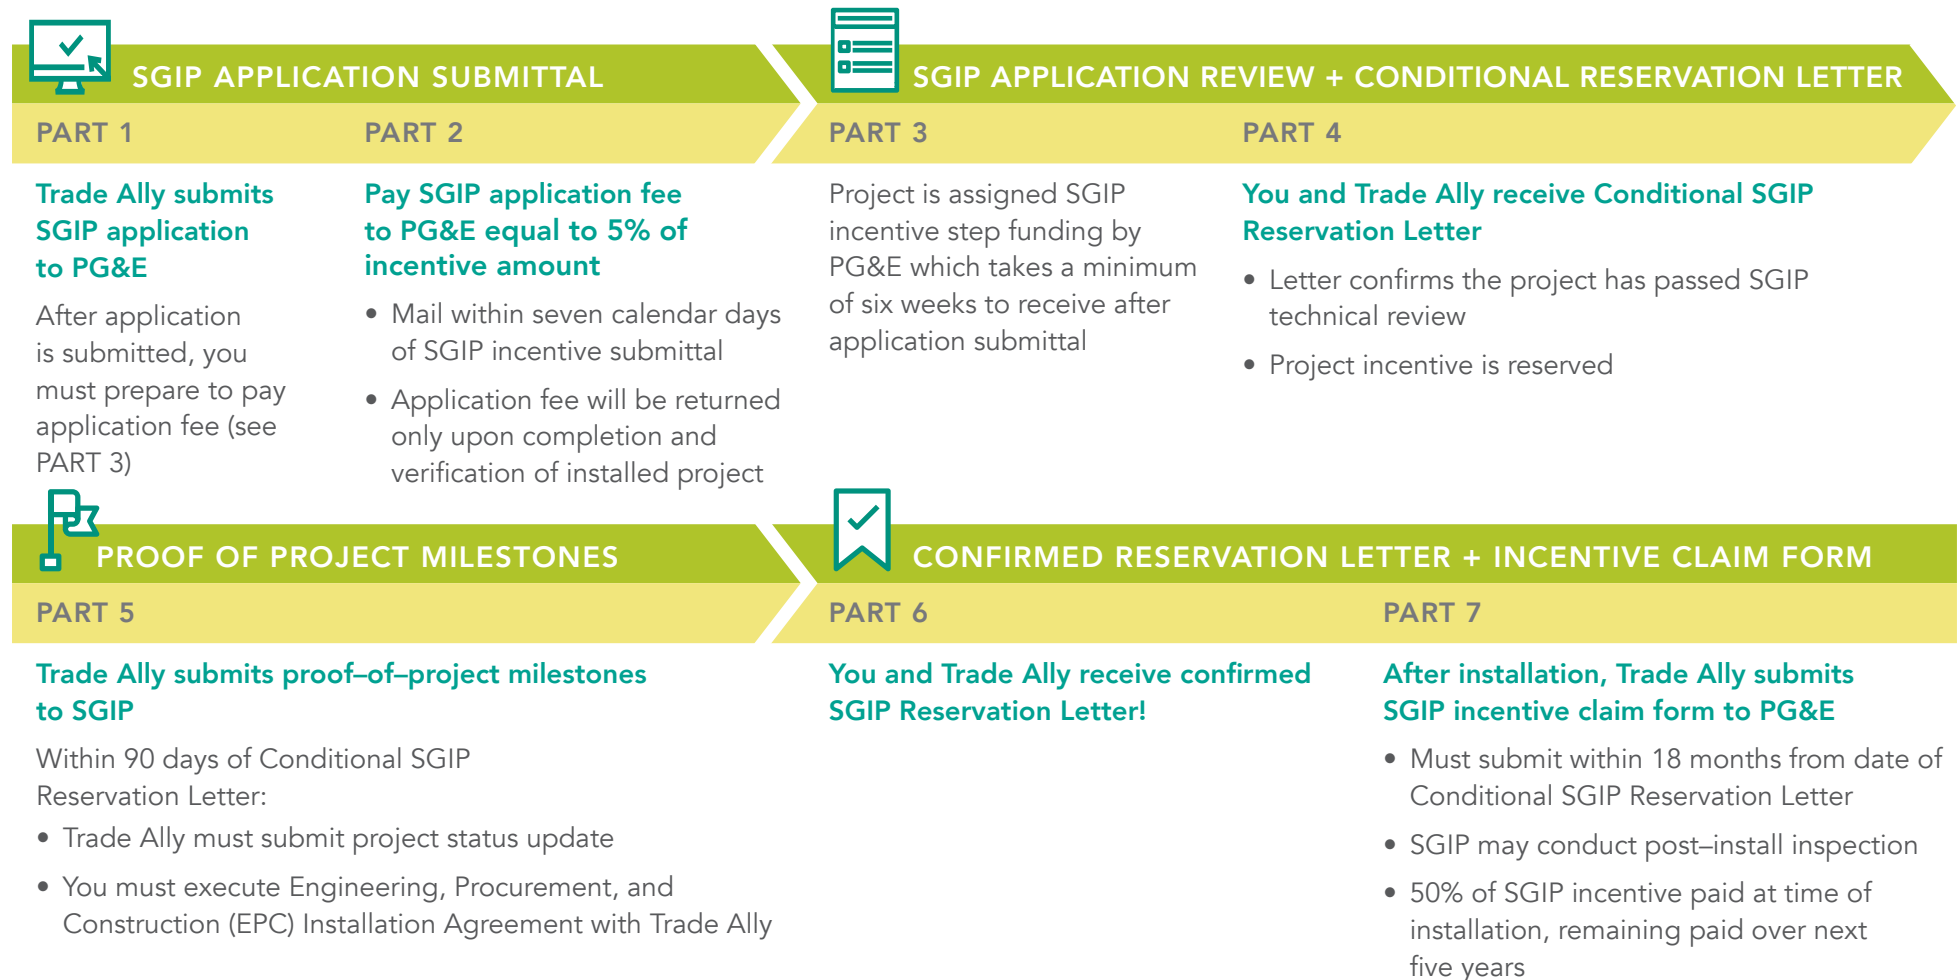 SGIP APPLICATION SUBMITTAL
PART 1
Trade Ally submits
SGIP application
to PG&E
After application
is submitted, you
must prepare to pay
application fee (see
PART 3)
PART 2
Pay SGIP application fee
to PG&E equal to 5% of
incentive amount
• Mail within seven calendar days
of SGIP incentive submittal
• Application fee will be returned
only upon completion and
verification of installed project
SGIP APPLICATION REVIEW + CONDITIONAL RESERVATION LETTER
PART 3
Project is assigned SGIP
incentive step funding by
PG&E which takes a minimum
of six weeks to receive after
application submittal
PART 4
You and Trade Ally receive Conditional SGIP
Reservation Letter
• Letter confirms the project has passed SGIP
technical review
• Project incentive is reserved
PROOF OF PROJECT MILESTONES
PART 5
Trade Ally submits proof–of–project milestones
to SGIP
Within 90 days of Conditional SGIP
Reservation Letter:
• Trade Ally must submit project status update
• You must execute Engineering, Procurement, and
Construction (EPC) Installation Agreement with Trade Ally
CONFIRMED RESERVATION LETTER + INCENTIVE CLAIM FORM
PART 6
You and Trade Ally receive confirmed
SGIP Reservation Letter!
PART 7
After installation, Trade Ally submits
SGIP incentive claim form to PG&E
• Must submit within 18 months from date of
Conditional SGIP Reservation Letter
• SGIP may conduct post–install inspection
• 50% of SGIP incentive paid at time of
installation, remaining paid over next
five years